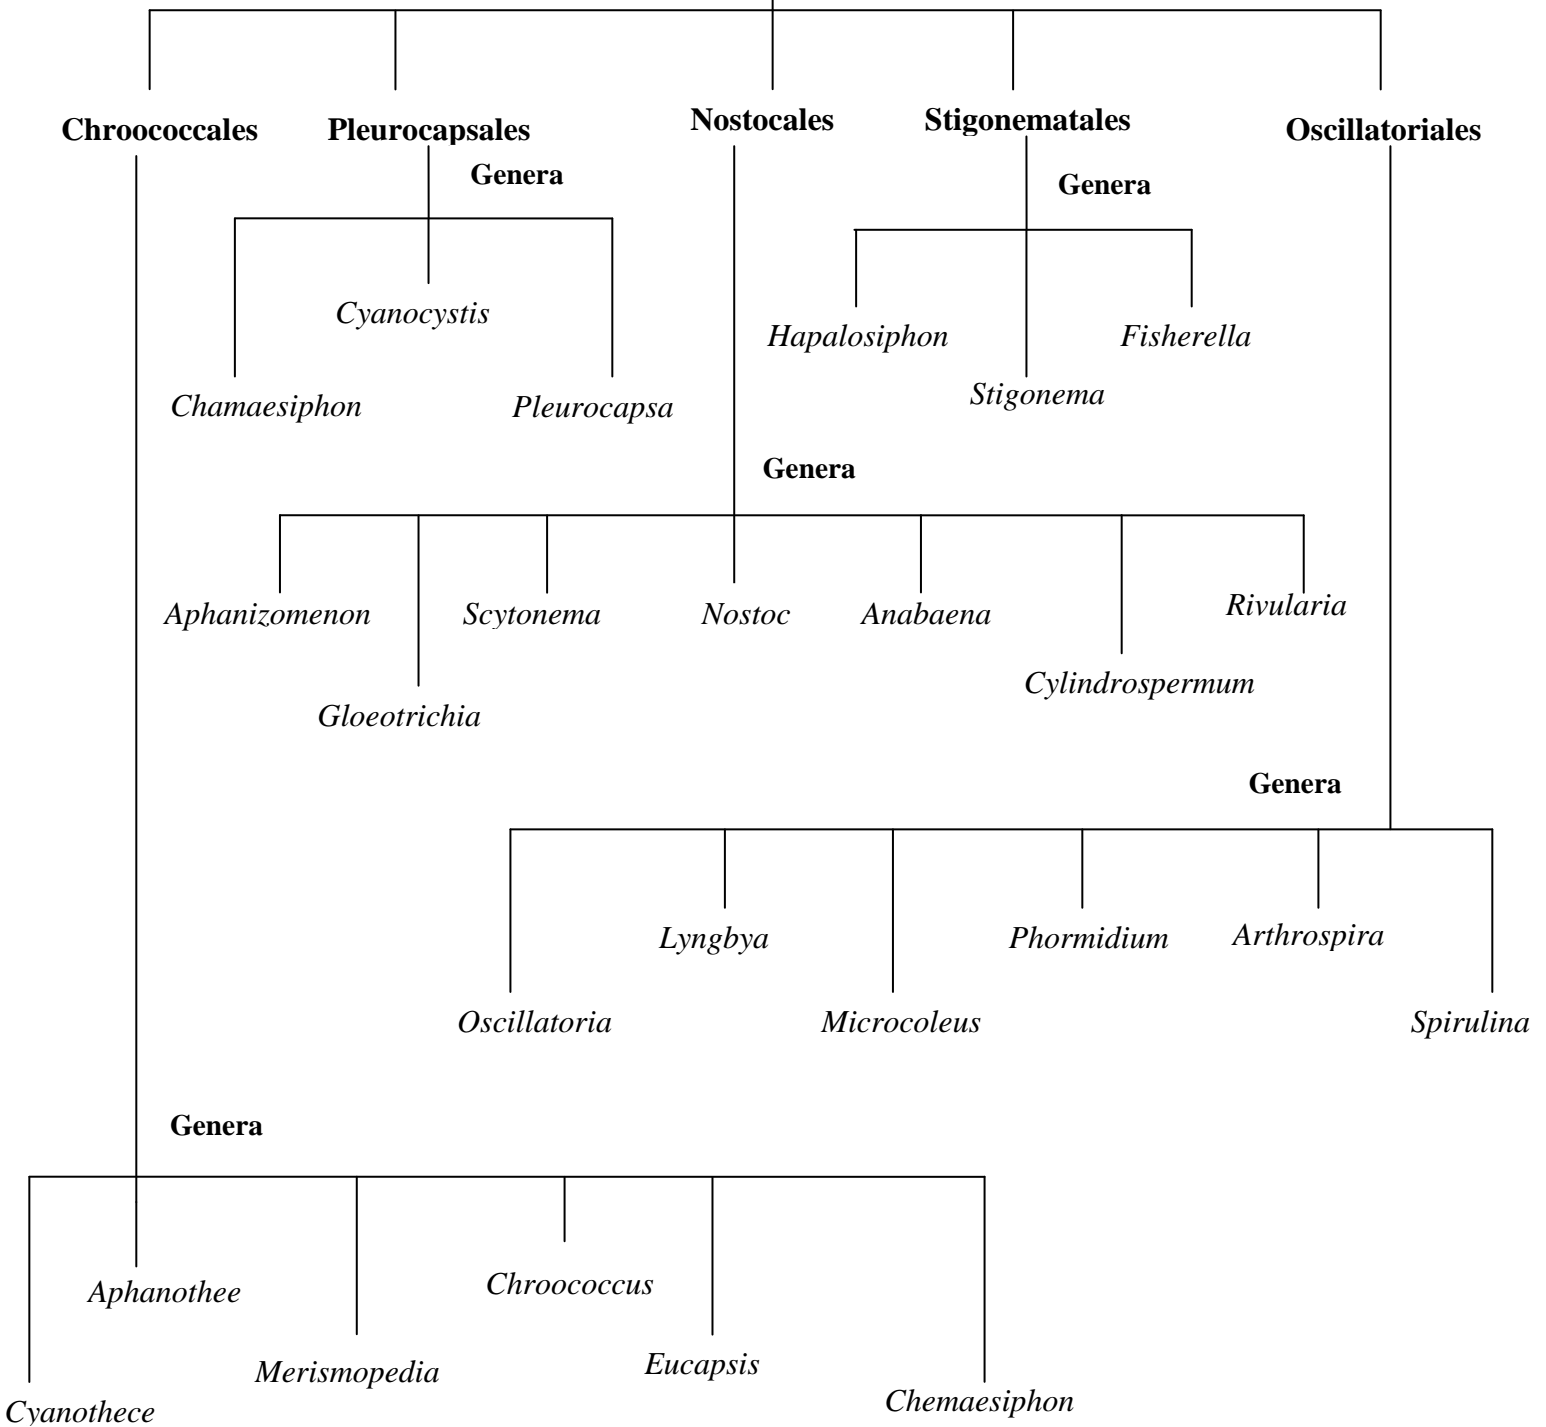 Chroococcales
Pleurocapsales
Nostocales
Stigonematales
Oscillatoriales
Genera
Genera
Cyanocystis
Hapalosiphon
Fisherella
Chamaesiphon
Pleurocapsa
Stigonema
Genera
Aphanizomenon
Scytonema
Nostoc
Anabaena
Rivularia
Cylindrospermum
Gloeotrichia
Genera
Lyngbya
Phormidium
Arthrospira
Oscillatoria
Microcoleus
Spirulina
Genera
Aphanothee
Chroococcus
Merismopedia
Eucapsis
Chemaesiphon
Cyanothece